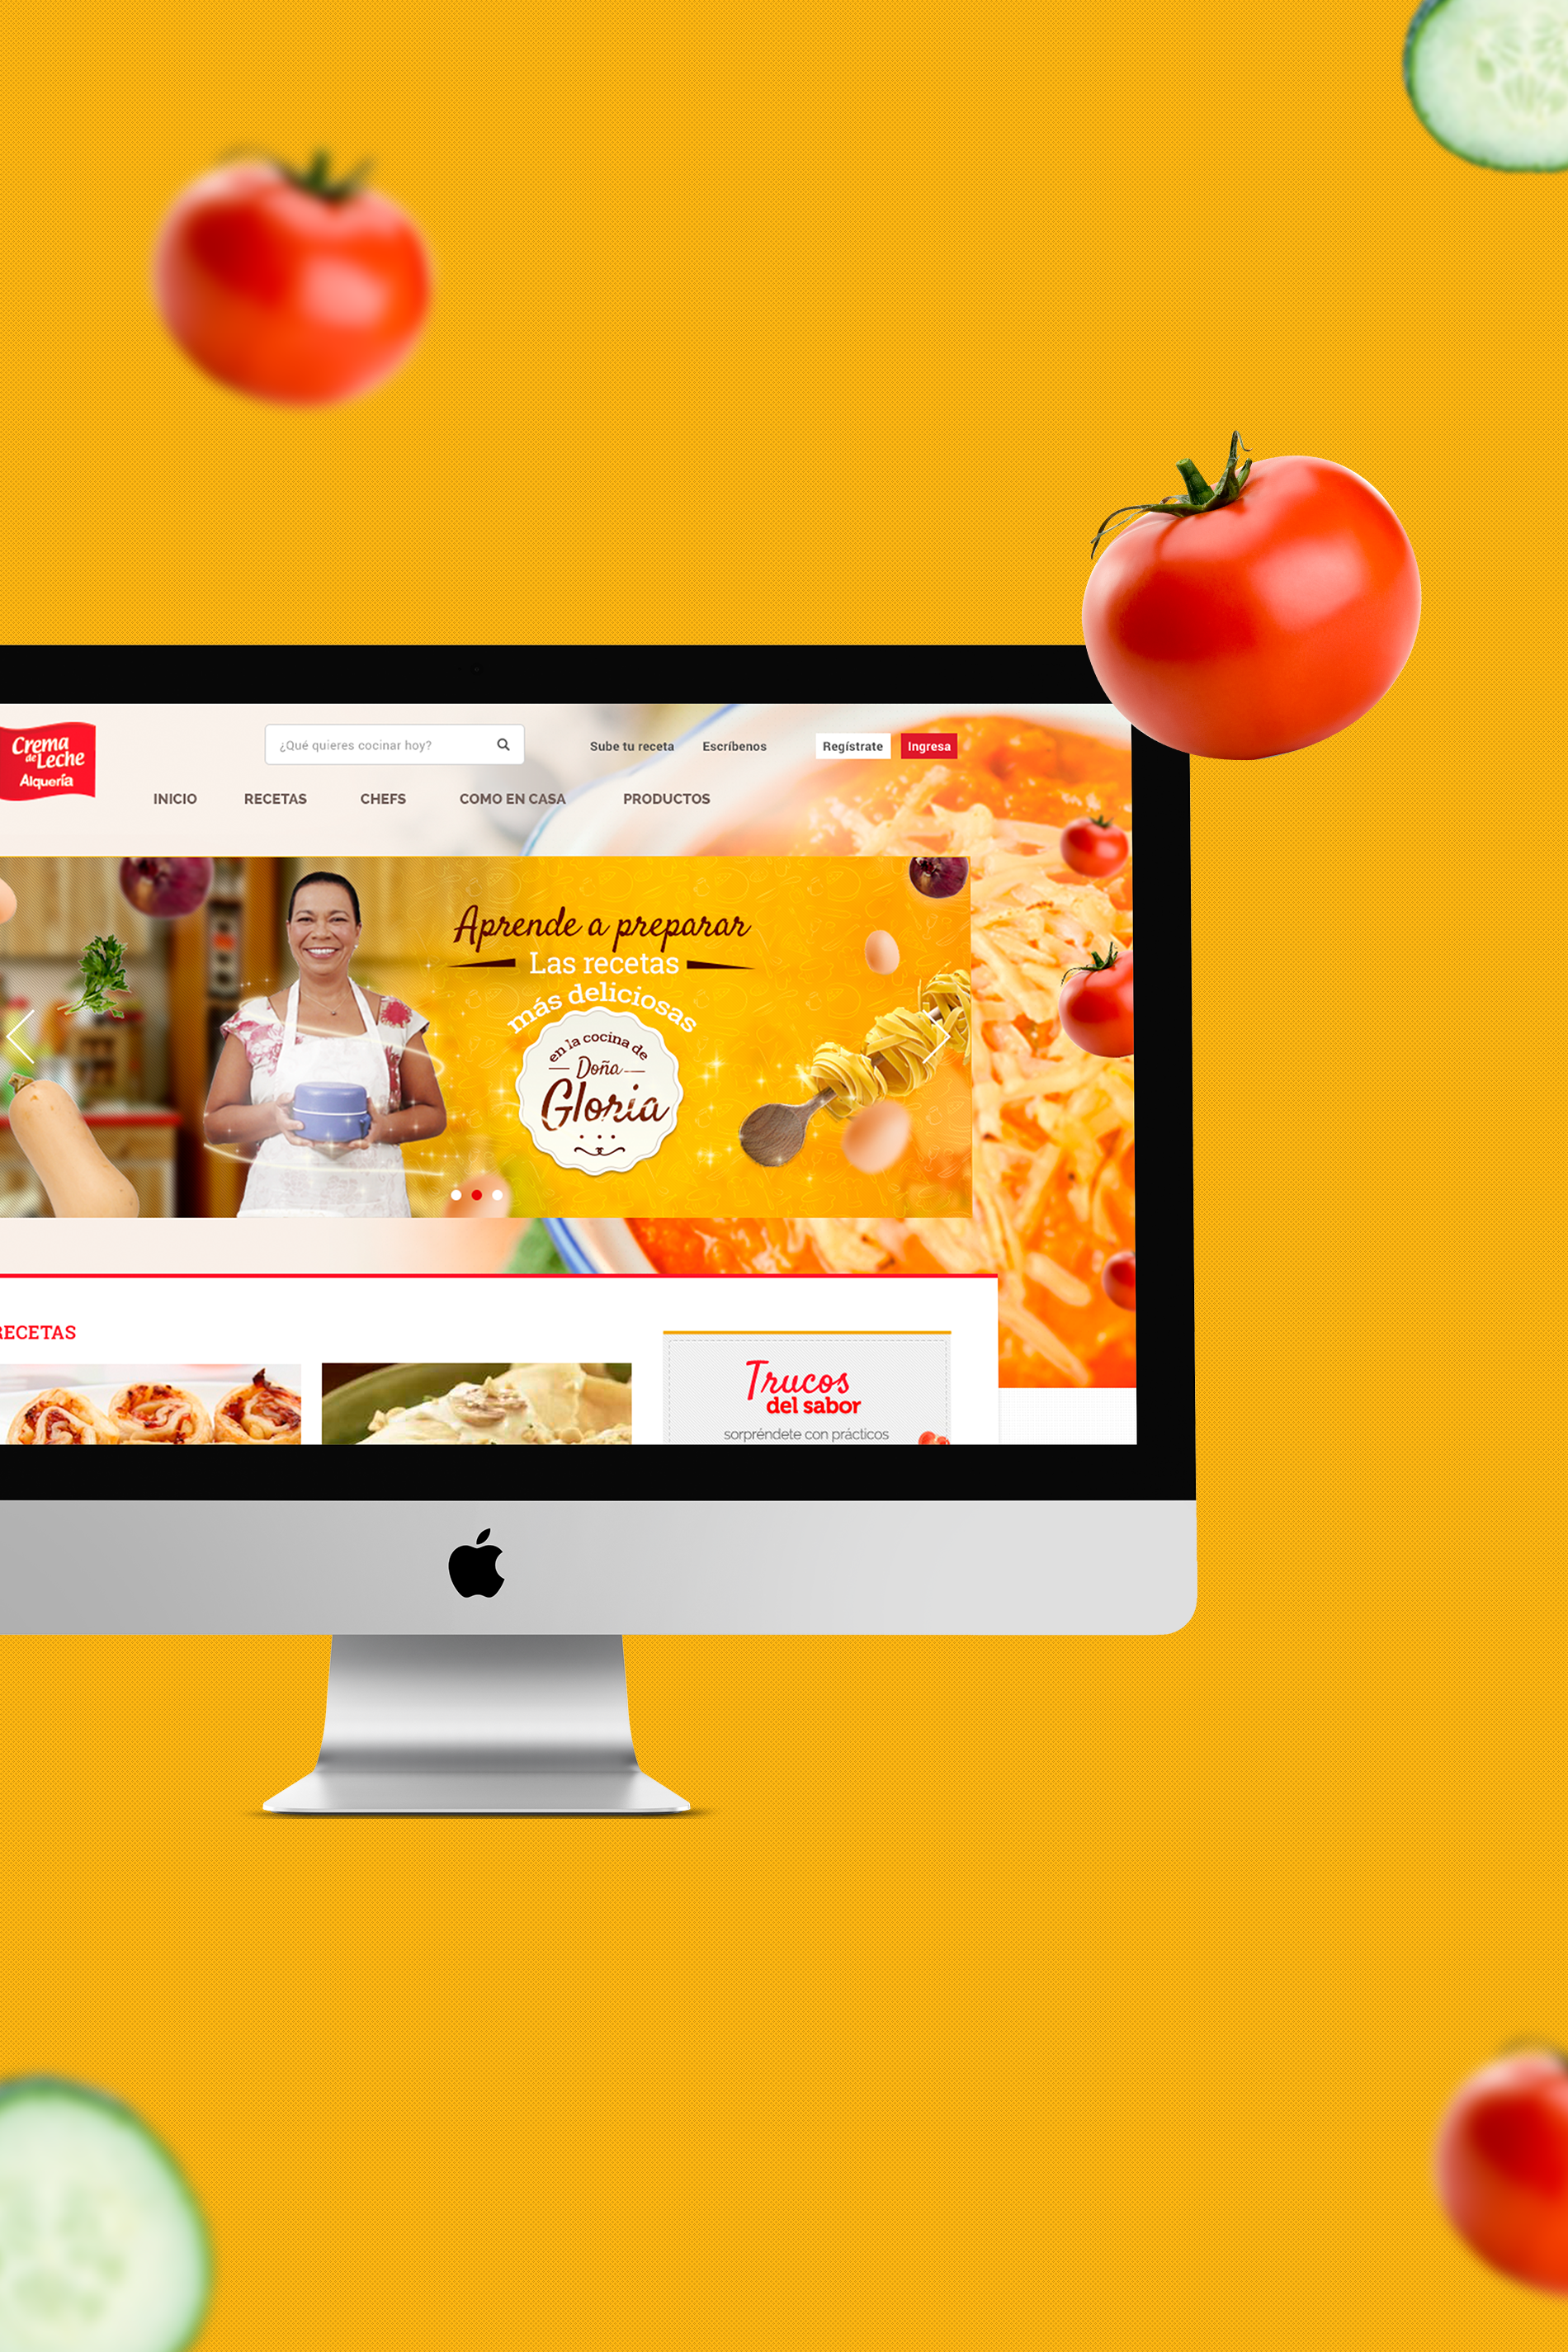 Crema
de Leche
Alquería
¿Qué quieres cocinar hoy?
Sube tu receta
Escríbenos
Regístrate
Ingresa
INICIO
RECETAS
CHEFS
COMO EN CASA
PRODUCTOS
Aprende a preparar
Las recetas
más deliciosas
en la cocina de
Doña
Gloria
RECETAS
Trucos
del sabor
sorpréndete con prácticos